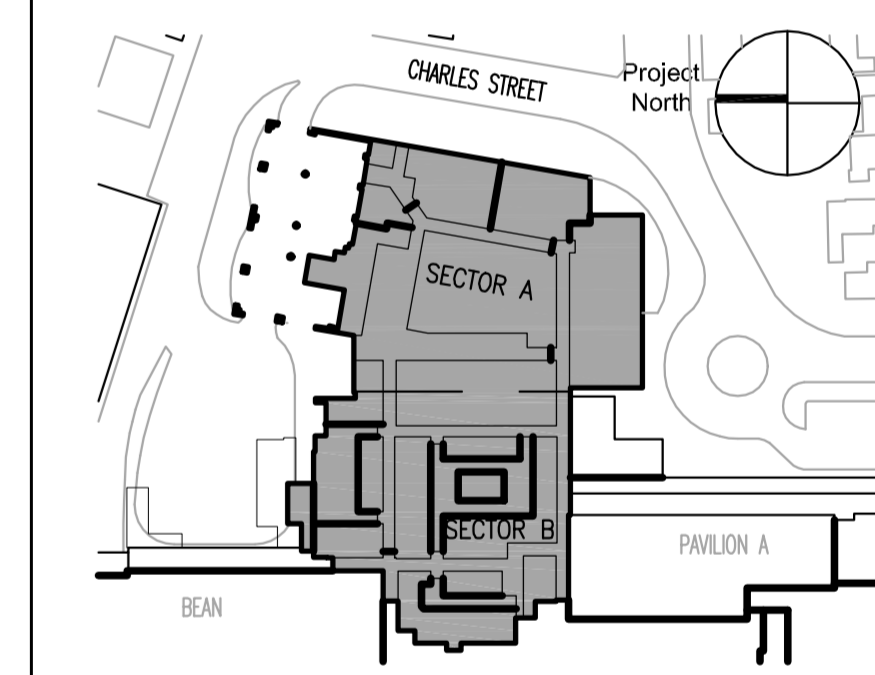 CHARLES STREET
Project
North
SECTOR A
SECTOR B
PAVILION A
BEAN